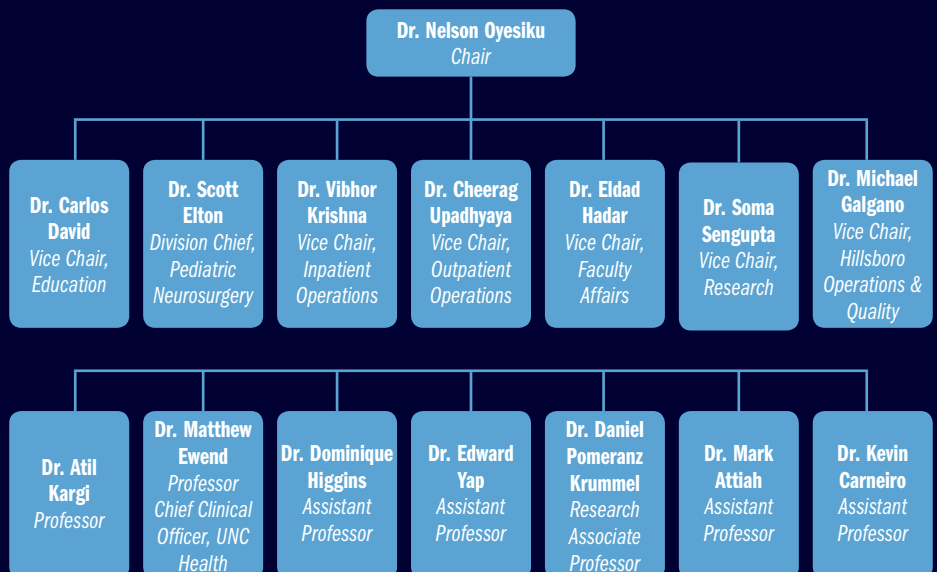 Dr. Nelson Oyesiku
Chair
Dr. Carlos
David
Vice Chair,
Education
Dr. Scott
Elton
Division Chief,
Pediatric
Neurosurgery
Dr. Vibhor
Krishna
Vice Chair,
Inpatient
Operations
Dr. Cheerag
Upadhyaya
Vice Chair,
Outpatient
Operations
Dr. Eldad
Hadar
Vice Chair,
Faculty
Affairs
Dr. Soma
Sengupta
Vice Chair,
Research
Dr. Michael
Galgano
Vice Chair,
Hillsboro
Operations &
Quality
Dr. Atil
Kargi
Professor
Dr. Matthew
Ewend
Professor
Chief Clinical
Officer, UNC
Health
Dr. Dominique
Higgins
Assistant
Professor
Dr. Edward
Yap
Assistant
Professor
Dr. Daniel
Pomeranz
Krummel
Research
Associate
Professor
Dr. Mark
Attiah
Assistant
Professor
Dr. Kevin
Carneiro
Assistant
Professor